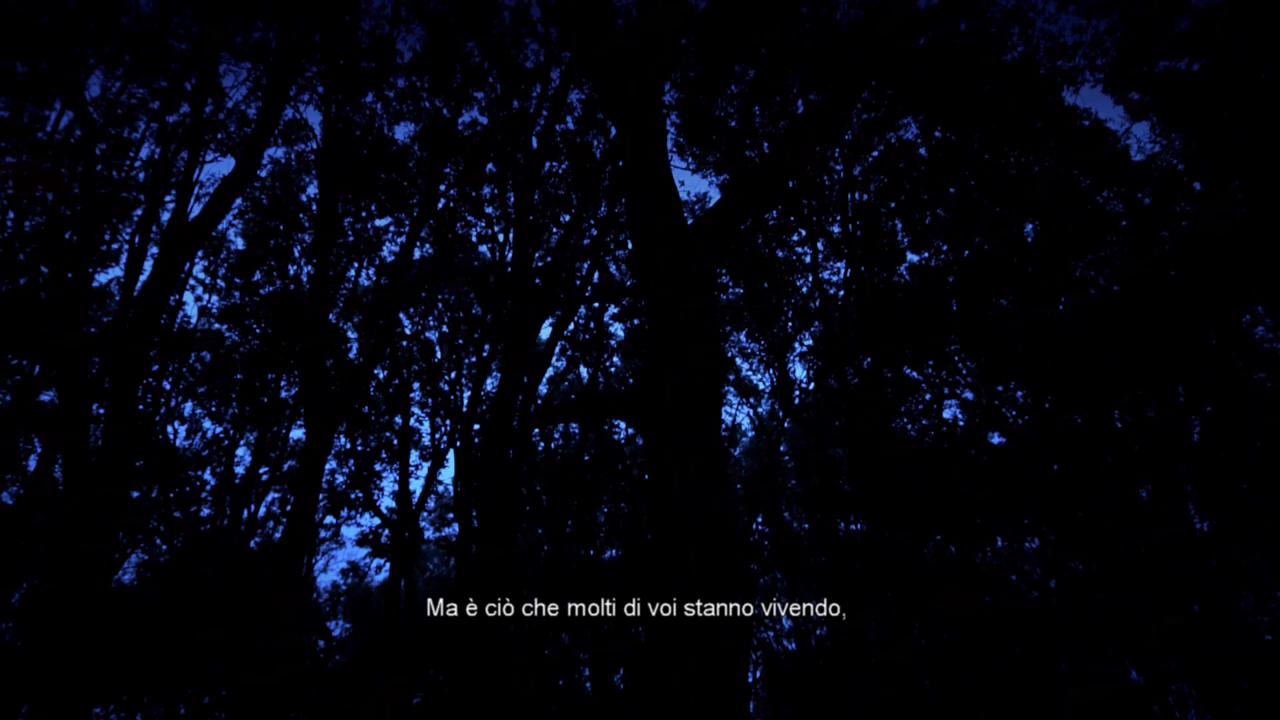 Ma è ciò che molti di voi stanno vivendo,